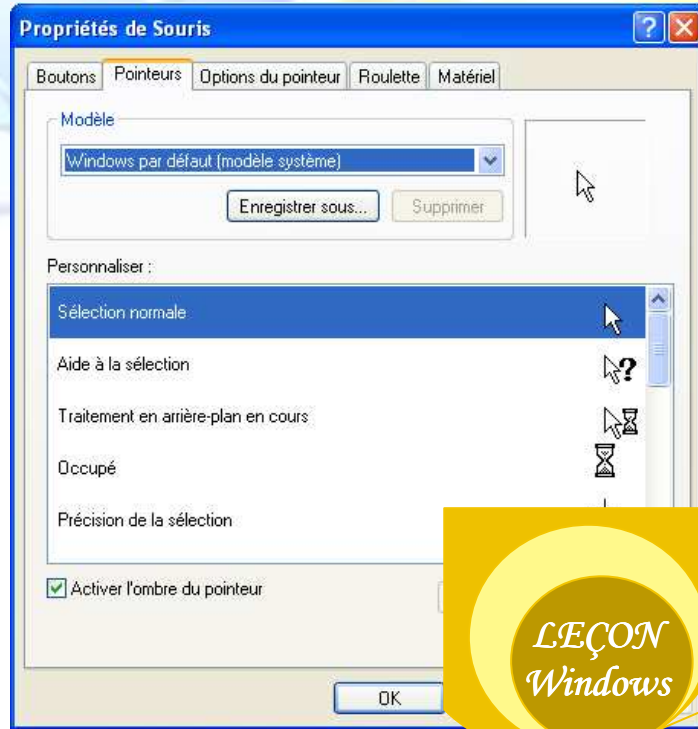 Propriétés de Souris
Boutons Pointeurs Options du pointeur Roulette Matériel
Modèle
Windows par défaut (modèle système)
Enregistrer sous... Supprimer
Personnaliser :
Sélection normale
Aide à la sélection
Traitement en arrière-plan en cours
Occupé
Précision de la sélection
Activer l'ombre du pointeur
OK
LEÇON
Windows